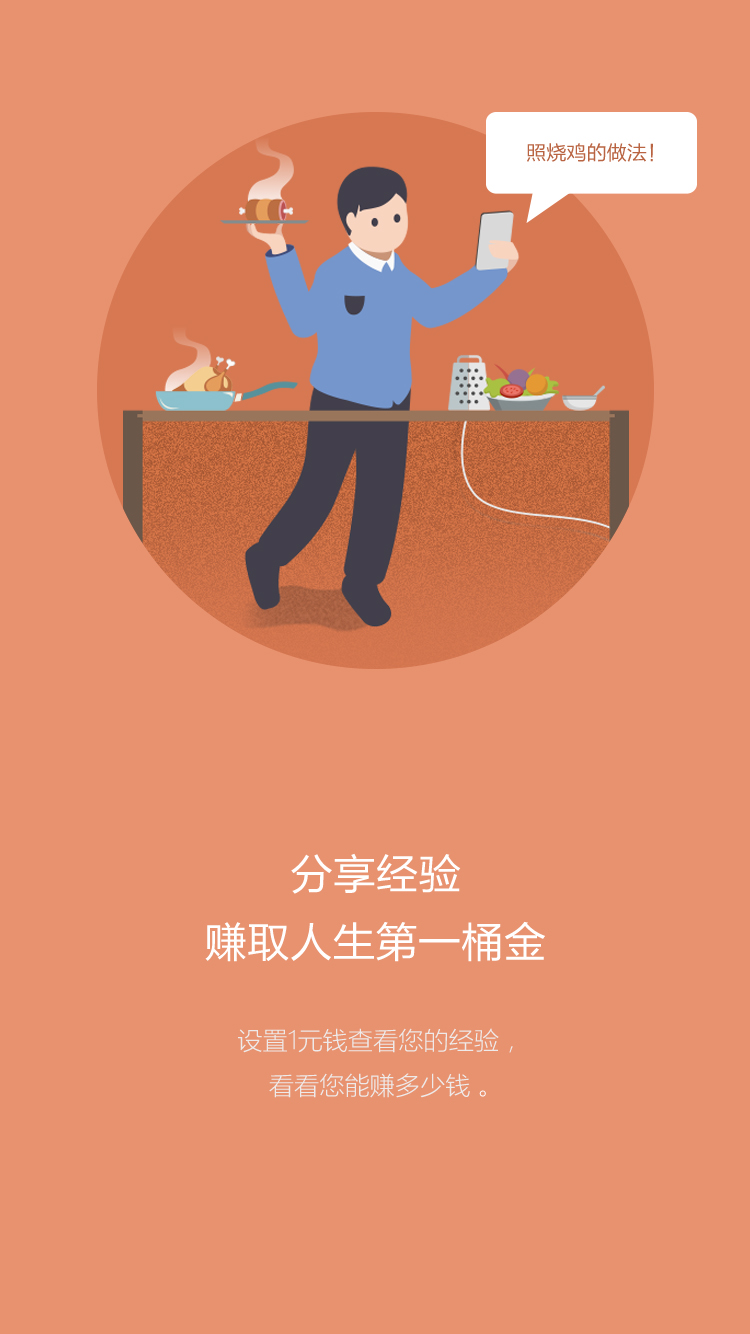 照烧鸡的做法！
分享经验
赚取人生第一桶金
设置1元钱查看您的经验，
看看您能赚多少钱。